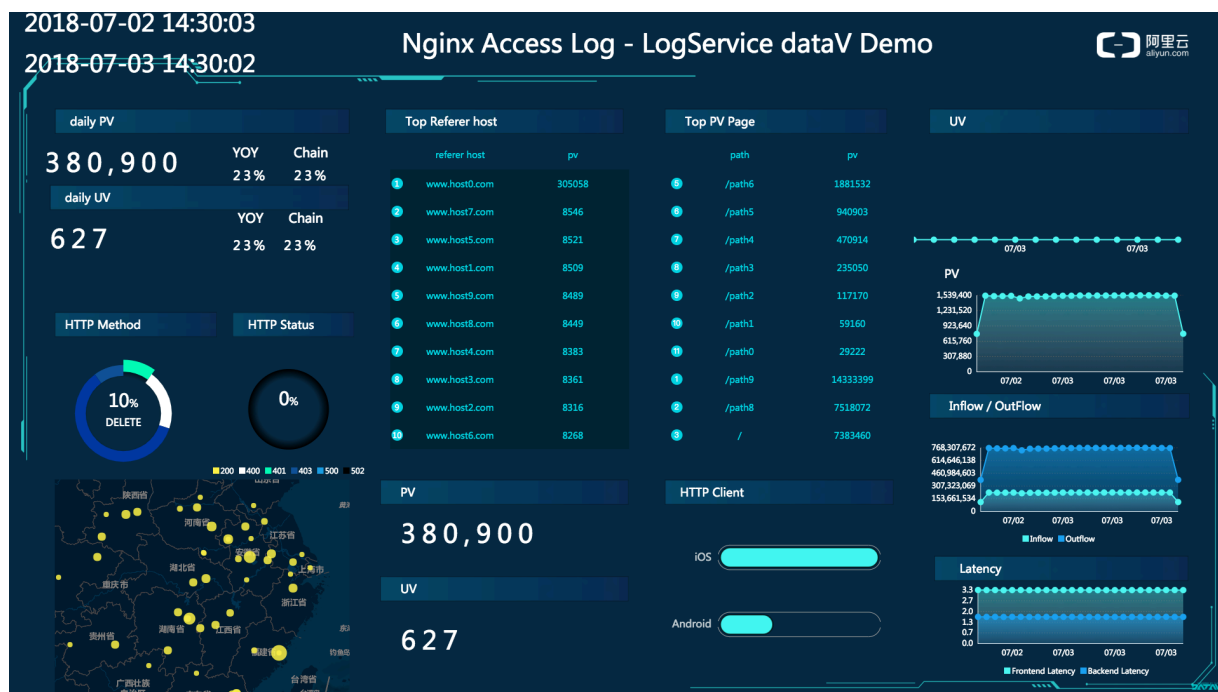 2018-07-02 14:30:03
2018-07-03 14:30:02
Nginx Access Log - LogService dataV Demo
阿里云
aliyun.com
daily PV
380,900
YOY Chain
23% 23%
daily UV
627
YOY Chain
23% 23%
HTTP Method
10%
DELETE
HTTP Status
0%
200 400 401 403 500 502
Top Referer host
referer host pv
1 www.host0.com 305058
2 www.host7.com 8546
3 www.host5.com 8521
4 www.host1.com 8509
5 www.host9.com 8489
6 www.host8.com 8449
7 www.host4.com 8383
8 www.host3.com 8361
9 www.host2.com 8316
10 www.host6.com 8268
Top PV Page
path pv
5 /path6 1881532
6 /path5 940903
7 /path4 470914
8 /path3 235050
9 /path2 117170
10 /path1 59160
11 /path0 29222
1 /path9 14333399
2 /path8 7518072
3 / 7383460
UV
07/03 07/03
PV
1,539,400
1,231,520
923,640
615,760
307,880
0
07/02 07/03 07/03 07/03
Inflow / OutFlow
768,307,672
614,646,138
460,984,603
307,323,069
153,661,534
0
07/02 07/03 07/03 07/03
Inflow Outflow
Latency
3.3
2.7
2.0
1.3
0.7
0.0
07/02 07/03 07/03 07/03
Frontend Latency Backend Latency
陕西省
河南省
江苏省
安徽省
湖北省
上海市
重庆市
浙江省
湖南省
江西省
贵州省
福建
钓鱼岛
广西壮族
台湾省
PV
380,900
UV
627
HTTP Client
iOS
Android